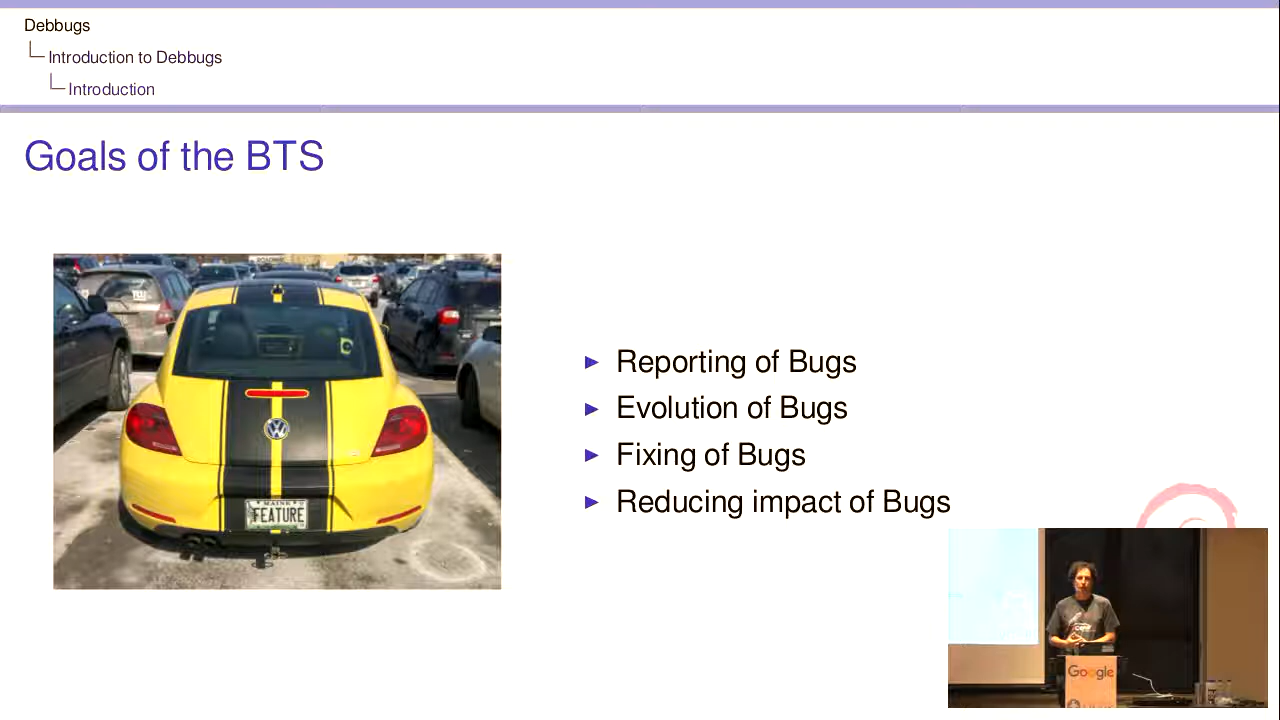 Debbugs
Introduction to Debbugs
Introduction
Goals of the BTS
MAINE
FEATURE
Reporting of Bugs
Evolution of Bugs
Fixing of Bugs
Reducing impact of Bugs
Google